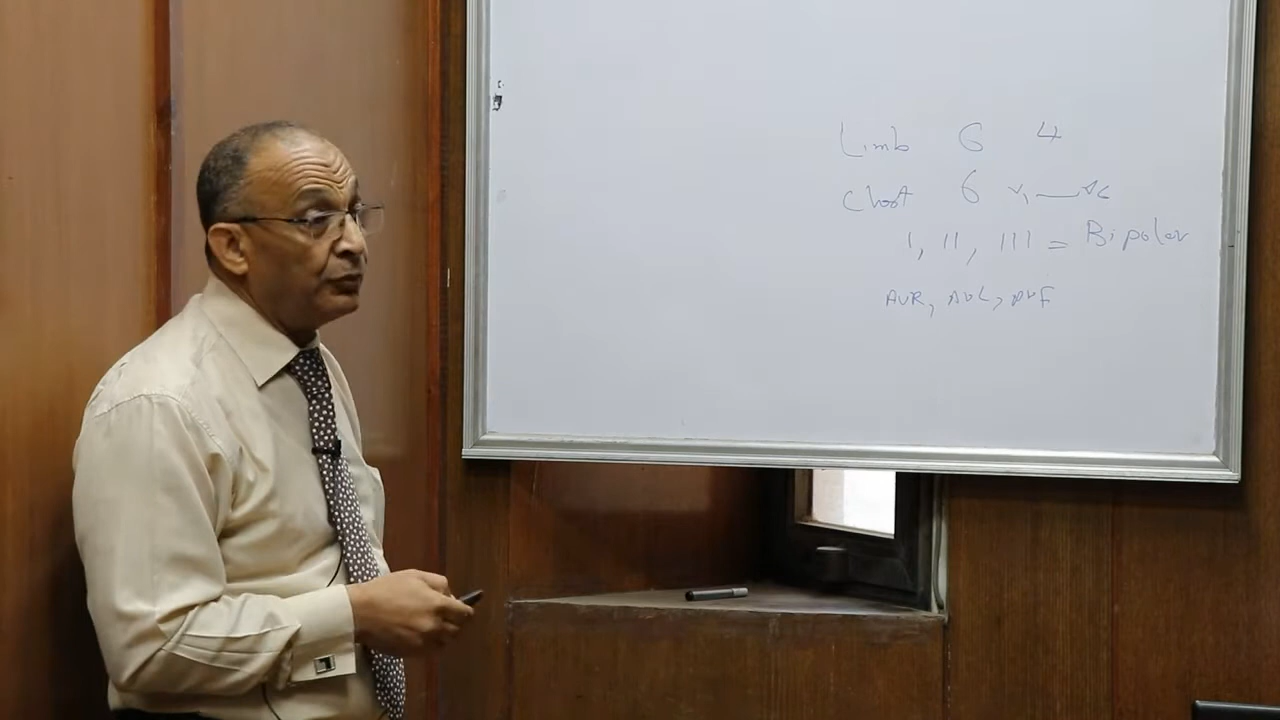 Limb 6 4
Chest 6 V1 — V6
I, II, III = Bipolar
AVR, AVL, AVF